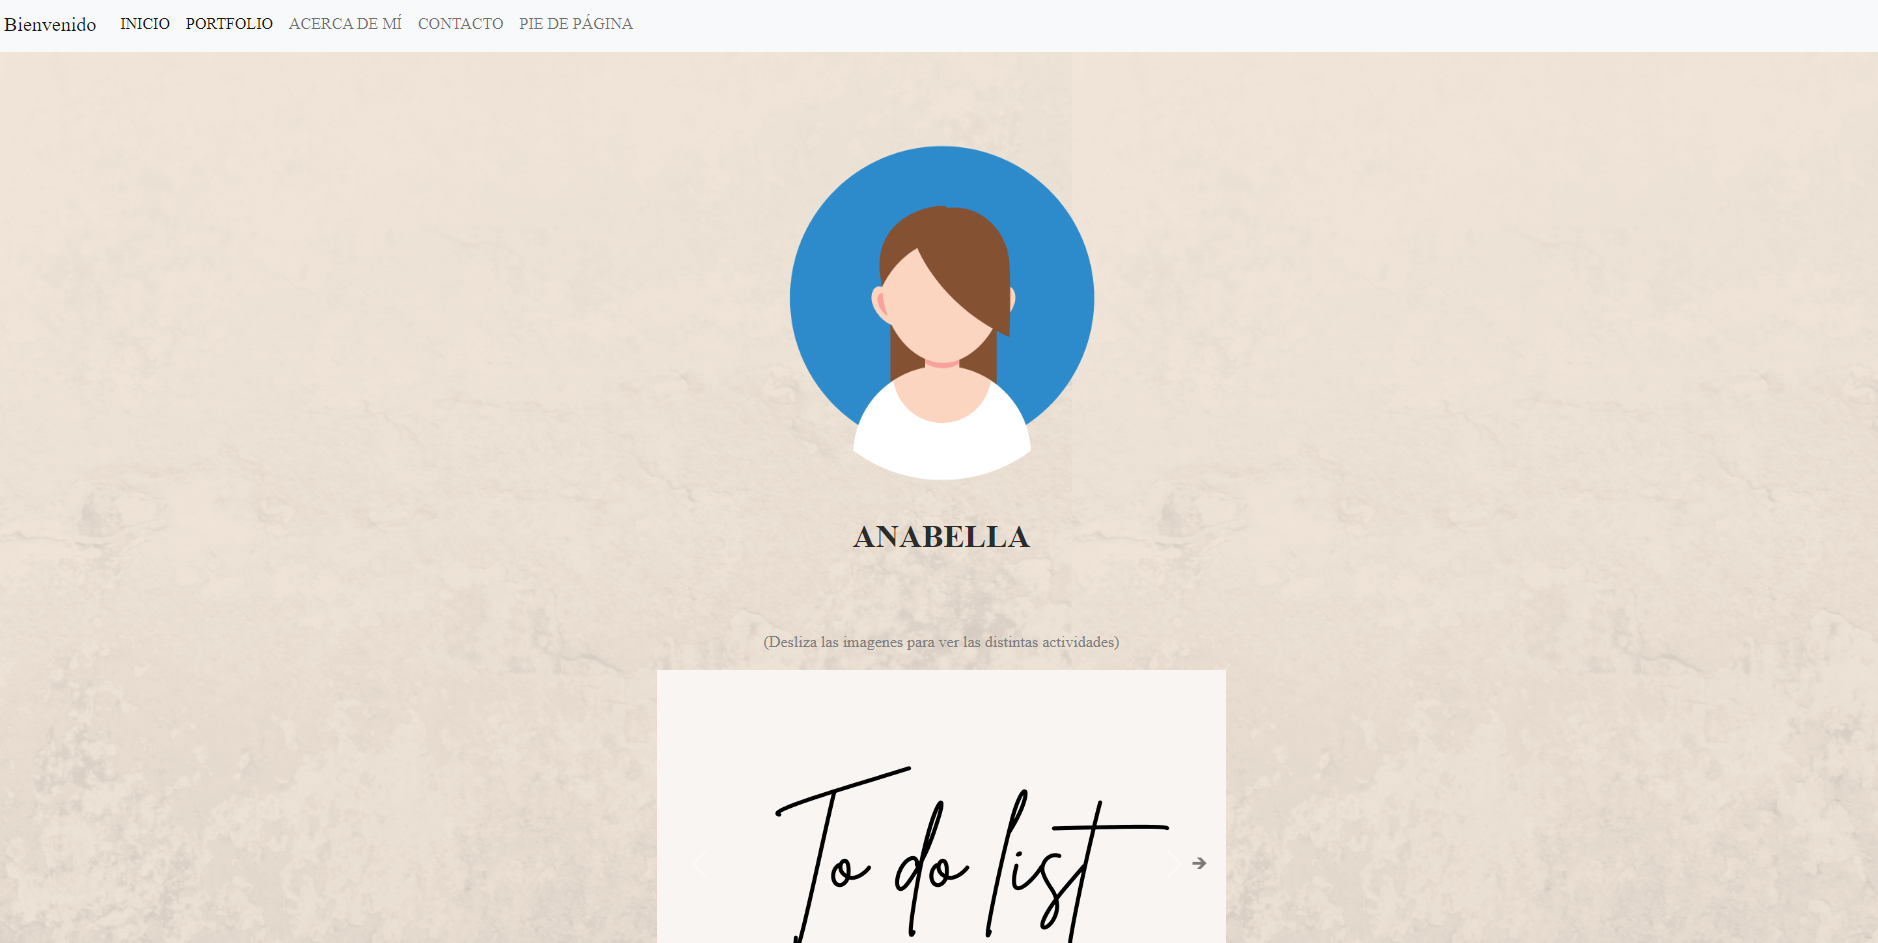 Bienvenido INICIO PORTFOLIO ACERCA DE MÍ CONTACTO PIE DE PÁGINA
ANABELLA
(Desliza las imagenes para ver las distintas actividades)
To do list